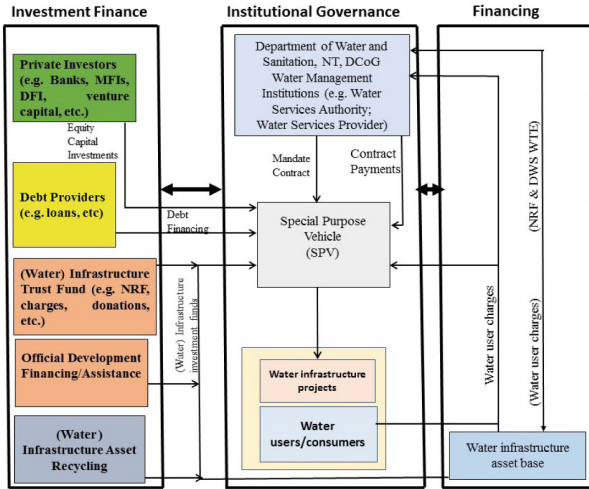 Investment Finance
Institutional Governance
Financing
Private Investors
(e.g. Banks, MFIs,
DFI, venture
capital, etc.)
Equity
Capital
Investments
Debt Providers
(e.g. loans, etc)
Debt
Financing
(Water) Infrastructure
Trust Fund (e.g. NRF,
charges, donations,
etc.)
Official Development
Financing/Assistance
(Water )
Infrastructure Asset
Recycling
(Water) Infrastructure
investment funds
Department of Water and
Sanitation, NT, DCoG
Water Management
Institutions (e.g. Water
Services Authority;
Water Services Provider)
Mandate
Contract
Contract
Payments
Special Purpose
Vehicle
(SPV)
Water infrastructure
projects
Water
users/consumers
Water user charges
(NRF & DWS WTE)
(Water user charges)
Water infrastructure
asset base